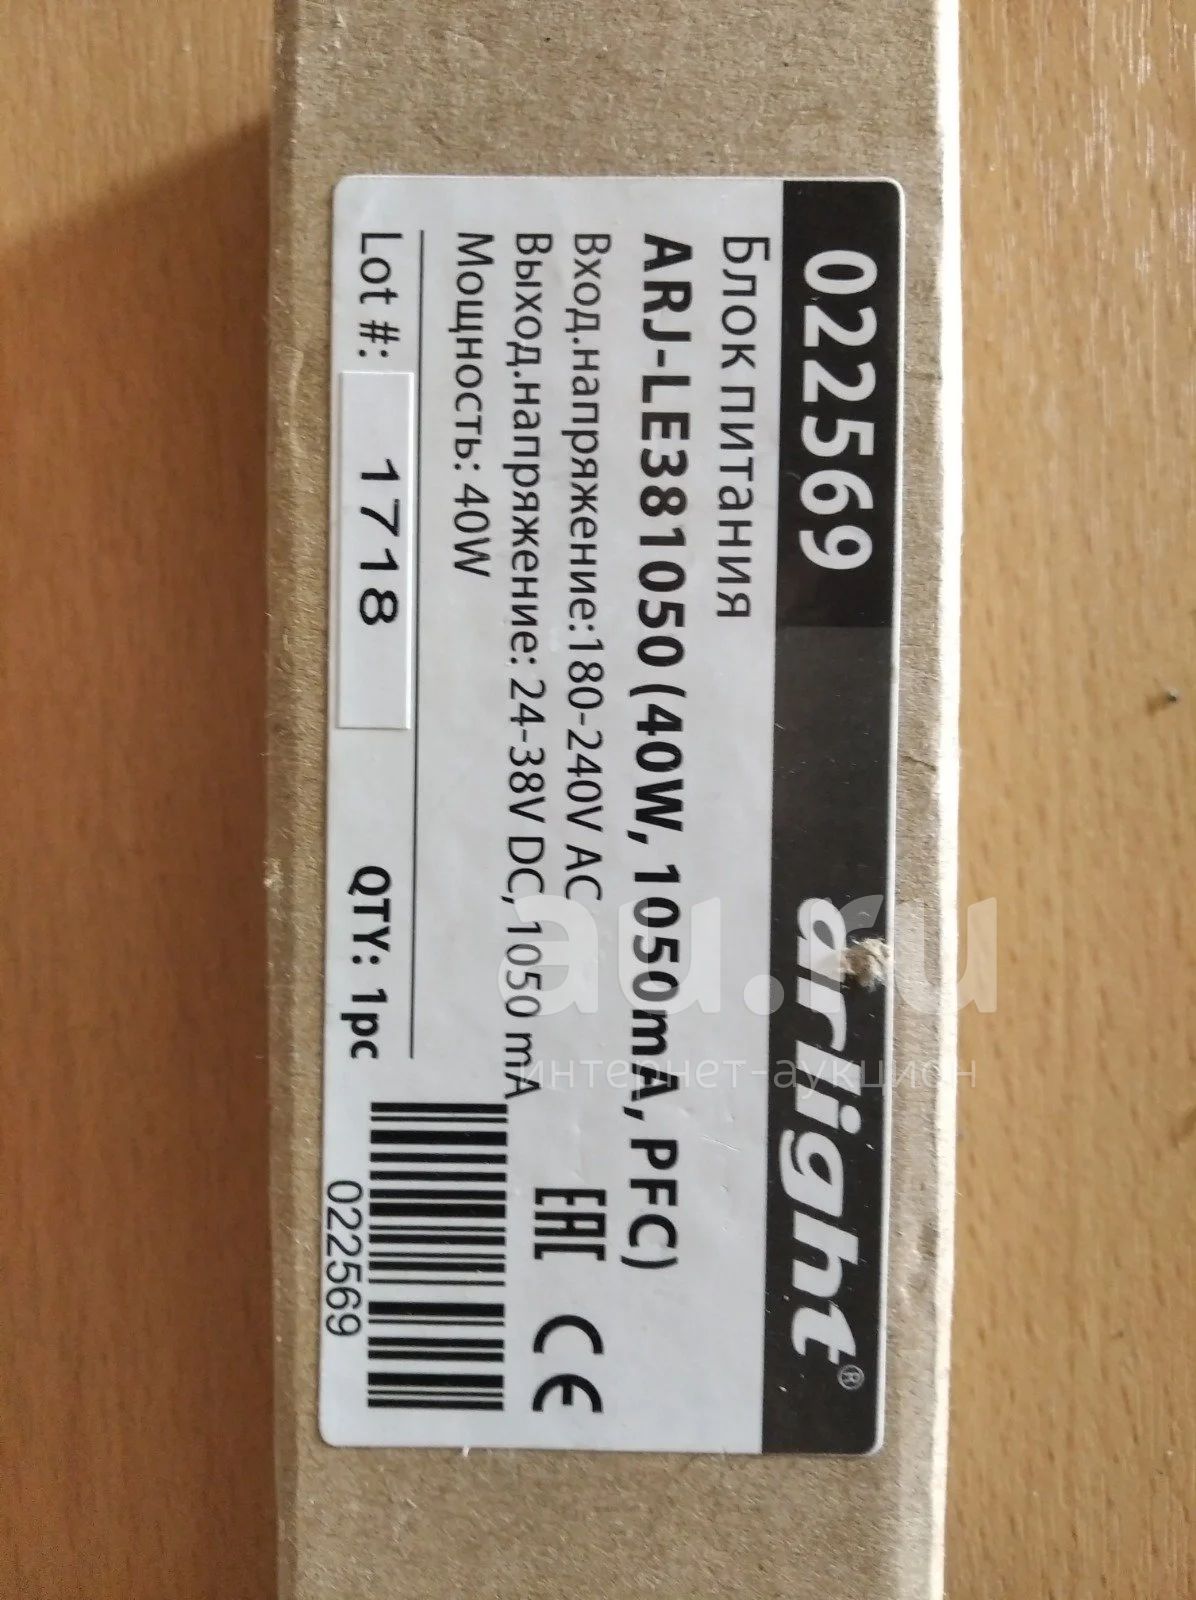 022569
arlight®
Блок питания
ARJ-LE381050 (40W, 1050mA, PFC)
Вход.напряжение:180-240V AC
Выход.напряжение: 24-38V DC, 1050 mA
Мощность: 40W
EAC CE
Lot #: 1718
QTY: 1pc
022569
au.ru
интернет-аукцион